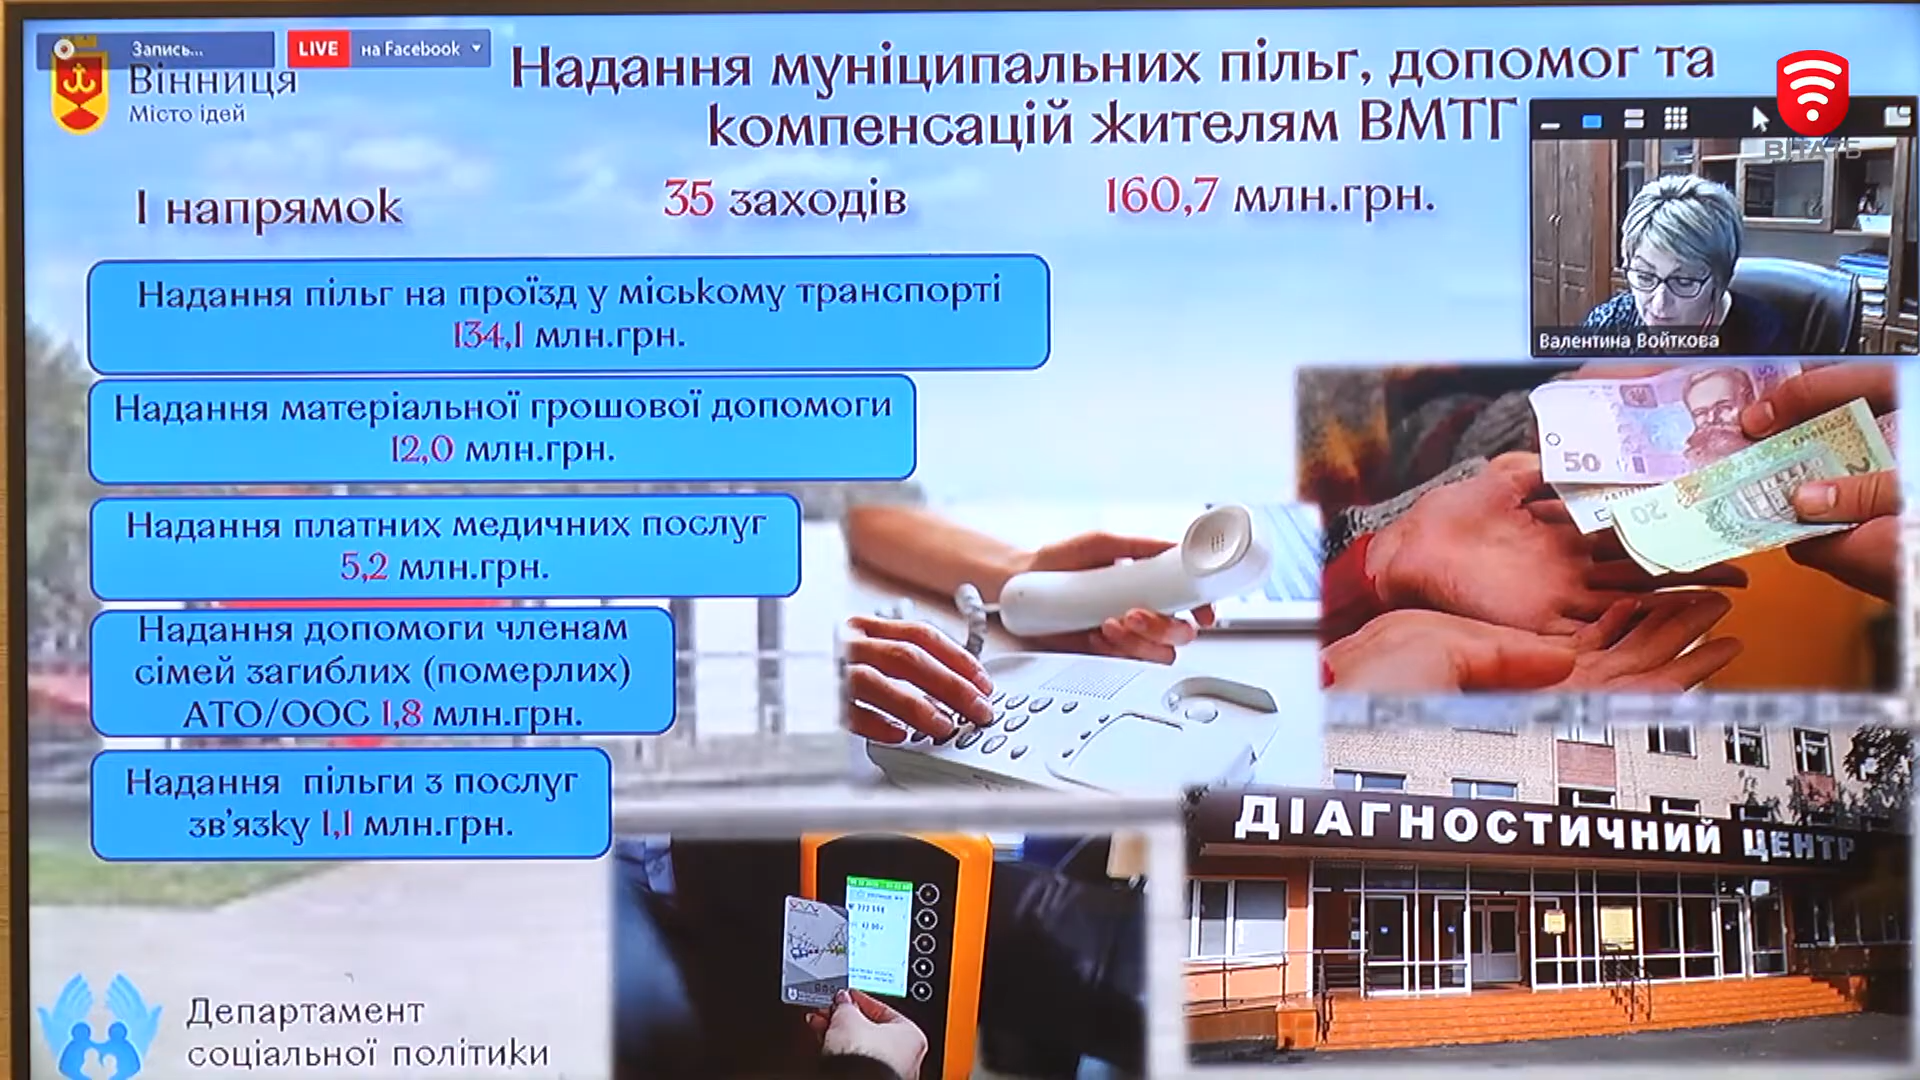 Запись...
LIVE на Facebook
Вінниця
Місто ідей
Надання муніципальних пільг, допомог та
компенсацій жителям ВМТГ
ВІТАТБ
І напрямок
35 заходів
160,7 млн.грн.
Валентина Войткова
Надання пільг на проїзд у міському транспорті
134,1 млн.грн.
Надання матеріальної грошової допомоги
12,0 млн.грн.
Надання платних медичних послуг
5,2 млн.грн.
Надання допомоги членам
сімей загиблих (померлих)
АТО/ООС 1,8 млн.грн.
Надання пільги з послуг
зв'язку 1,1 млн.грн.
50
20
ДІАГНОСТИЧНИЙ ЦЕНТР
Департамент
соціальної політики